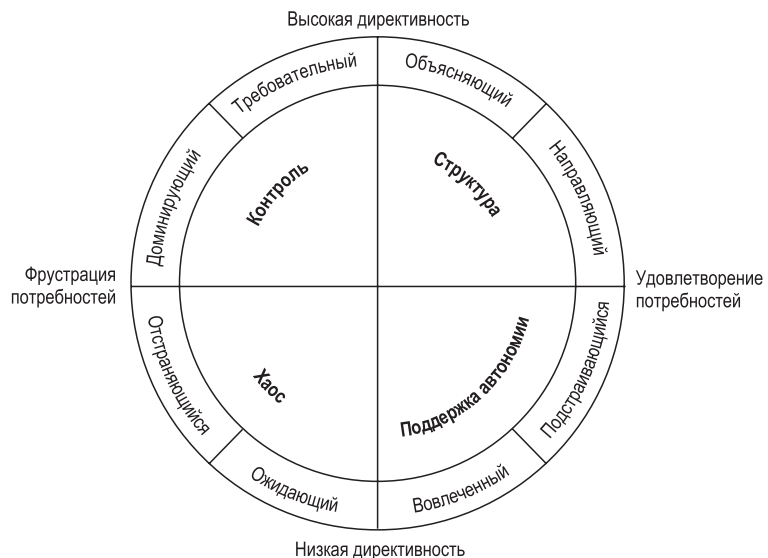 Высокая директивность
Требовательный
Объясняющий
Доминирующий
Направляющий
Контроль
Структура
Фрустрация
потребностей
Удовлетворение
потребностей
Отстраняющийся
Подстраивающийся
Хаос
Поддержка автономии
Ожидающий
Вовлеченный
Низкая директивность